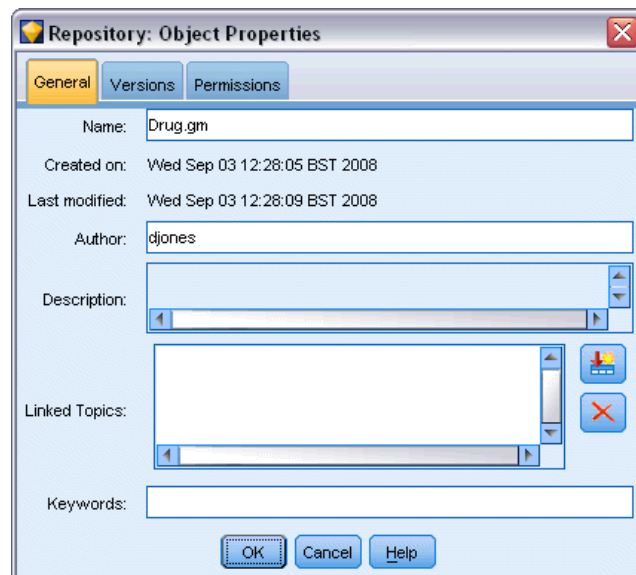 Repository: Object Properties
General Versions Permissions
Name: Drug.gm
Created on: Wed Sep 03 12:28:05 BST 2008
Last modified: Wed Sep 03 12:28:09 BST 2008
Author: djones
Description:
Linked Topics:
Keywords:
OK Cancel Help